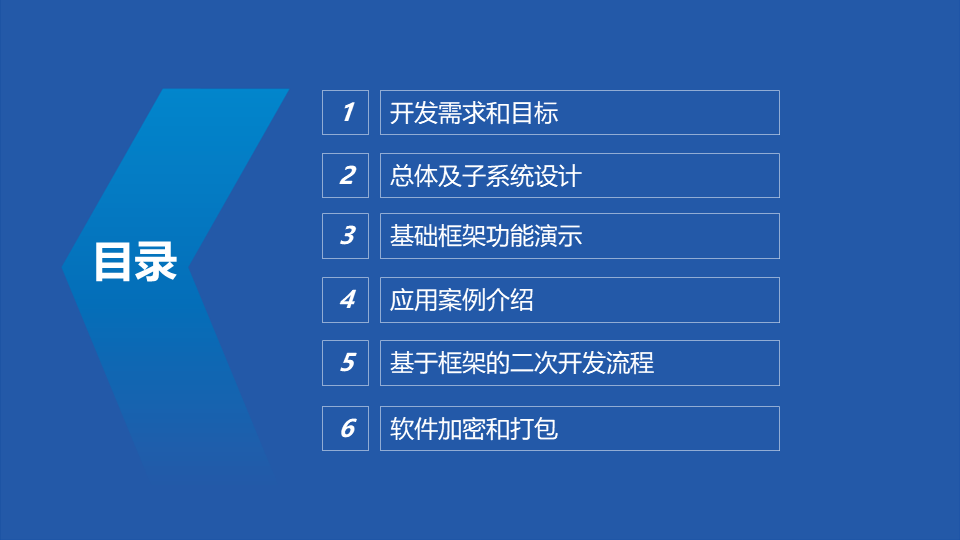 目录
1 开发需求和目标
2 总体及子系统设计
3 基础框架功能演示
4 应用案例介绍
5 基于框架的二次开发流程
6 软件加密和打包